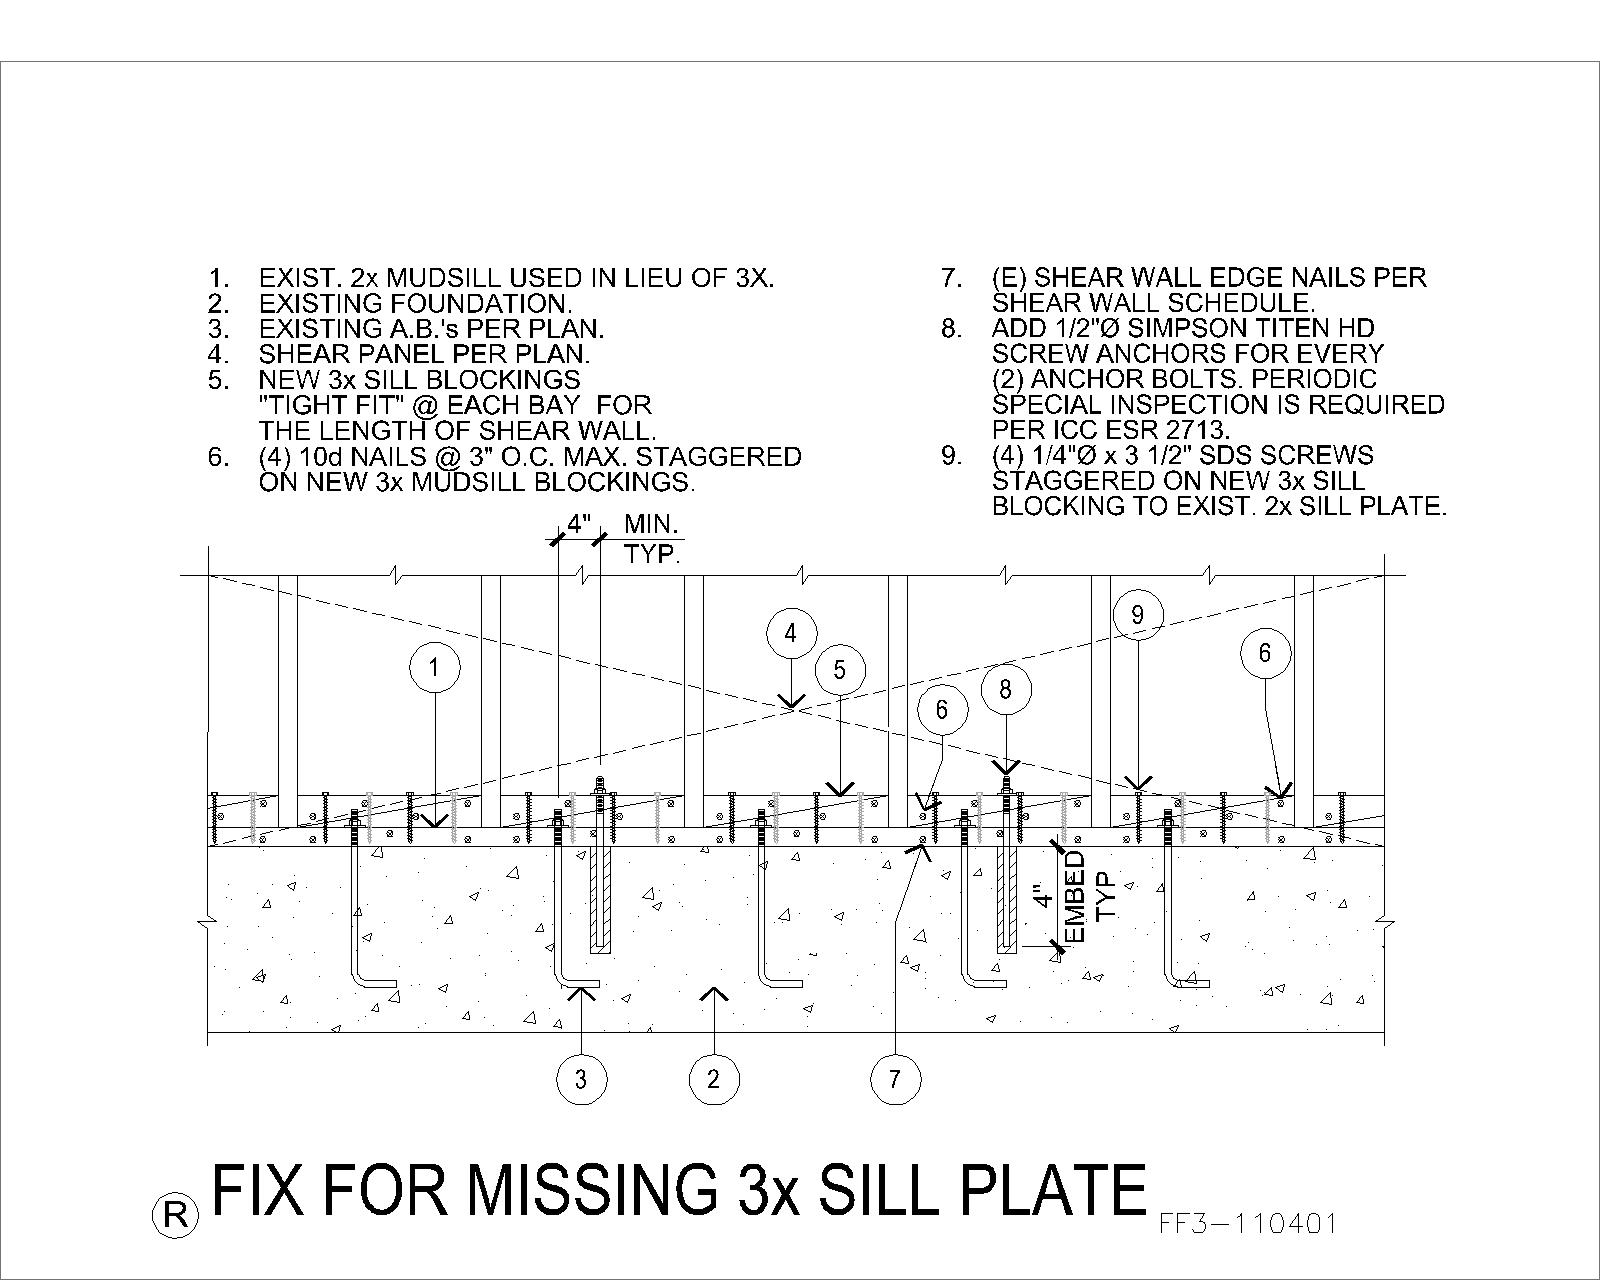 1. EXIST. 2x MUDSILL USED IN LIEU OF 3X.
2. EXISTING FOUNDATION.
3. EXISTING A.B.'s PER PLAN.
4. SHEAR PANEL PER PLAN.
5. NEW 3x SILL BLOCKINGS
"TIGHT FIT" @ EACH BAY FOR
THE LENGTH OF SHEAR WALL.
6. (4) 10d NAILS @ 3" O.C. MAX. STAGGERED
ON NEW 3x MUDSILL BLOCKINGS.
7. (E) SHEAR WALL EDGE NAILS PER
SHEAR WALL SCHEDULE.
8. ADD 1/2"Ø SIMPSON TITEN HD
SCREW ANCHORS FOR EVERY
(2) ANCHOR BOLTS. PERIODIC
SPECIAL INSPECTION IS REQUIRED
PER ICC ESR 2713.
9. (4) 1/4"Ø x 3 1/2" SDS SCREWS
STAGGERED ON NEW 3x SILL
BLOCKING TO EXIST. 2x SILL PLATE.
4" MIN.
TYP.
9
4
6
1
5
8
6
4"
EMBED
TYP
3
2
7
R
FIX FOR MISSING 3x SILL PLATE
FF3-110401